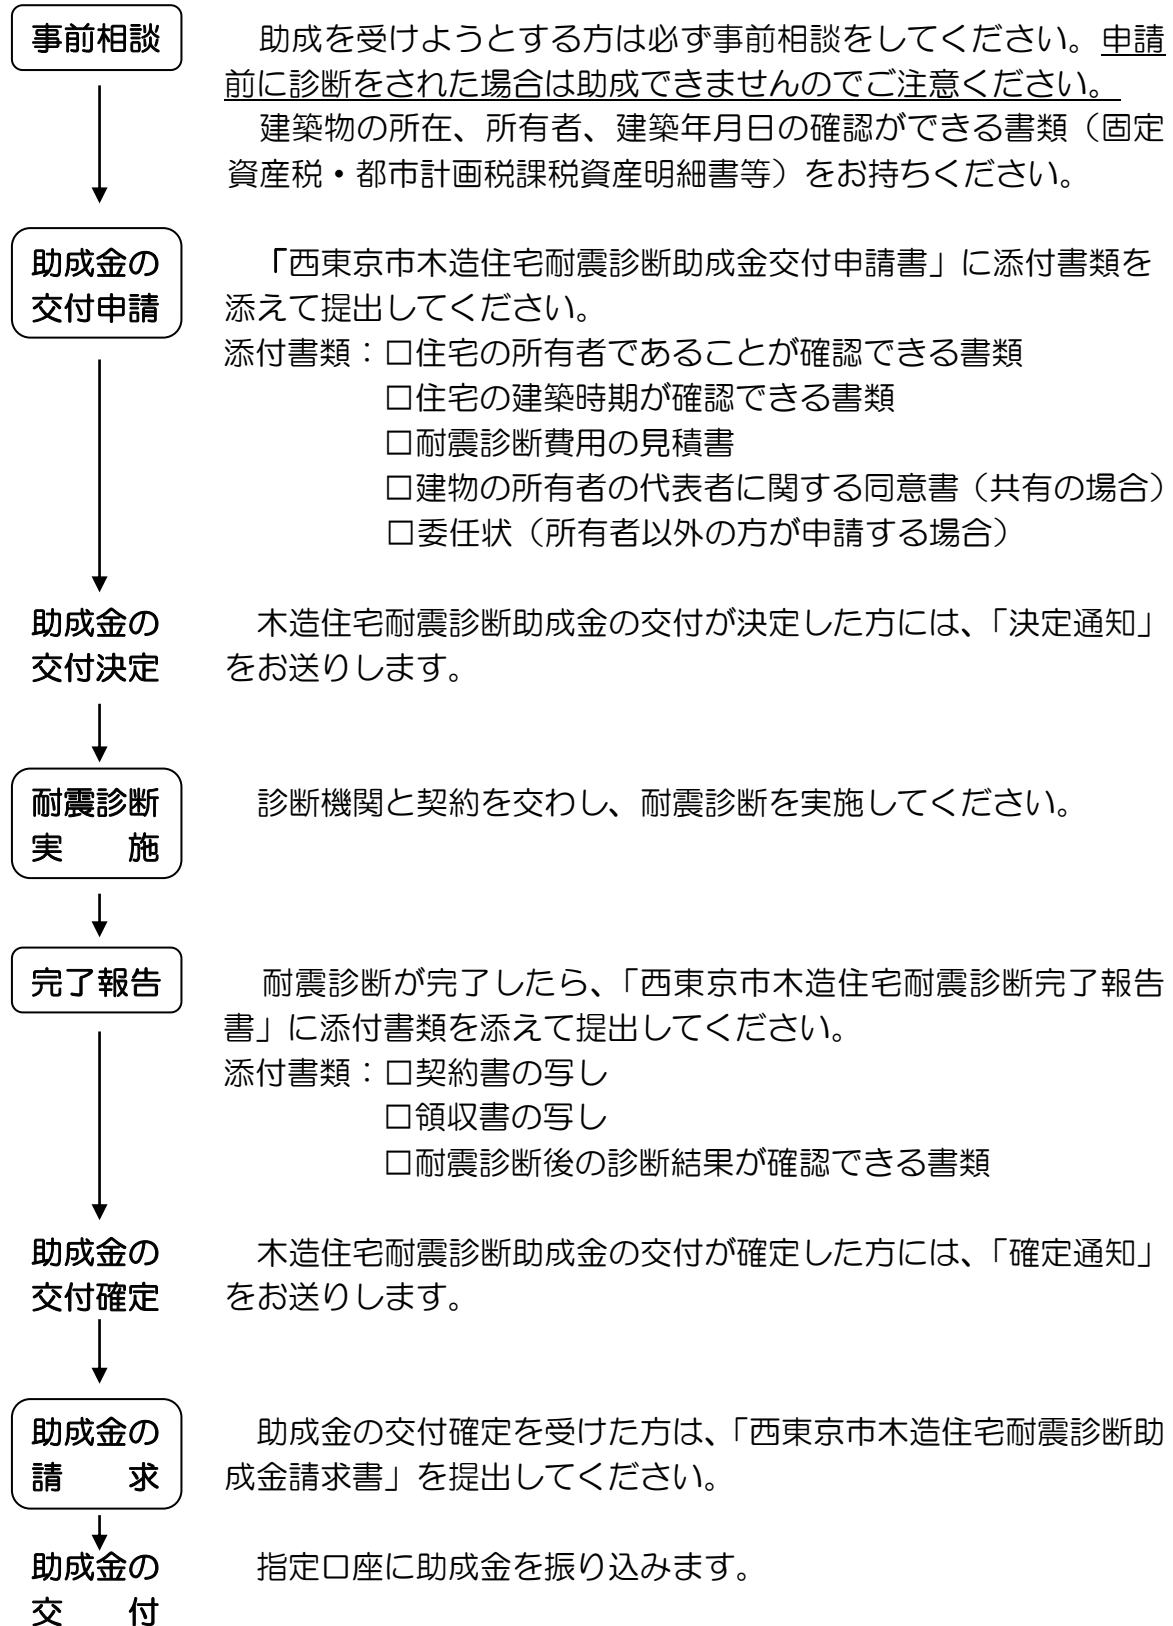 事前相談
助成を受けようとする方は必ず事前相談をしてください。申請
前に診断をされた場合は助成できませんのでご注意ください。
建築物の所在、所有者、建築年月日の確認ができる書類（固定
資産税・都市計画税課税資産明細書等）をお持ちください。
助成金の
交付申請
「西東京市木造住宅耐震診断助成金交付申請書」に添付書類を
添えて提出してください。
添付書類：□住宅の所有者であることが確認できる書類
□住宅の建築時期が確認できる書類
□耐震診断費用の見積書
□建物の所有者の代表者に関する同意書（共有の場合）
□委任状（所有者以外の方が申請する場合）
助成金の
交付決定
木造住宅耐震診断助成金の交付が決定した方には、「決定通知」
をお送りします。
耐震診断
実　　施
診断機関と契約を交わし、耐震診断を実施してください。
完了報告
耐震診断が完了したら、「西東京市木造住宅耐震診断完了報告
書」に添付書類を添えて提出してください。
添付書類：□契約書の写し
□領収書の写し
□耐震診断後の診断結果が確認できる書類
助成金の
交付確定
木造住宅耐震診断助成金の交付が確定した方には、「確定通知」
をお送りします。
助成金の
請　　求
助成金の交付確定を受けた方は、「西東京市木造住宅耐震診断助
成金請求書」を提出してください。
助成金の
交　　付
指定口座に助成金を振り込みます。